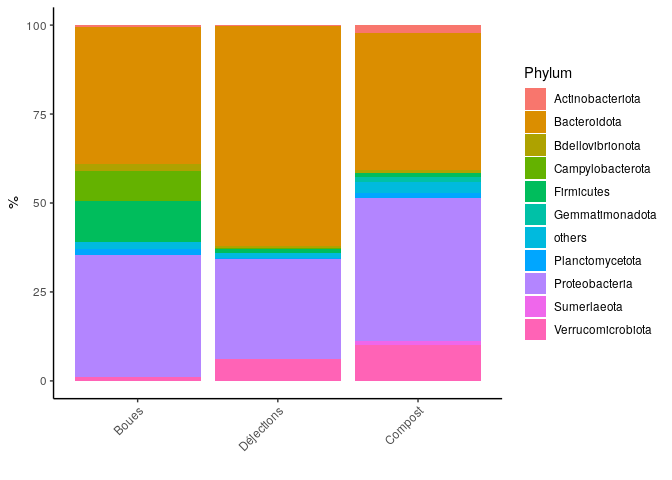 100
75
50
25
0
%
Boues
Déjections
Compost
Phylum
Actinobacteriota
Bacteroidota
Bdellovibrionota
Campylobacterota
Firmicutes
Gemmatimonadota
others
Planctomycetota
Proteobacteria
Sumerlaeota
Verrucomicrobiota